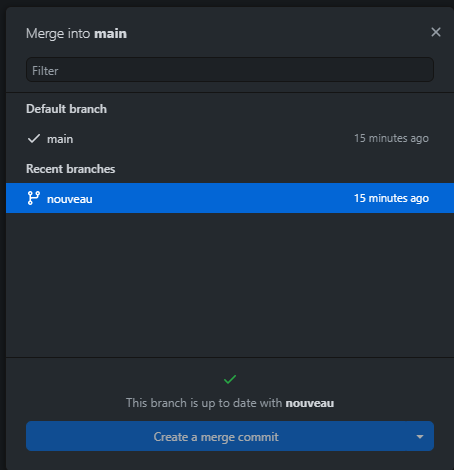 Merge into main
Filter
Default branch
main 15 minutes ago
Recent branches
nouveau 15 minutes ago
This branch is up to date with nouveau
Create a merge commit